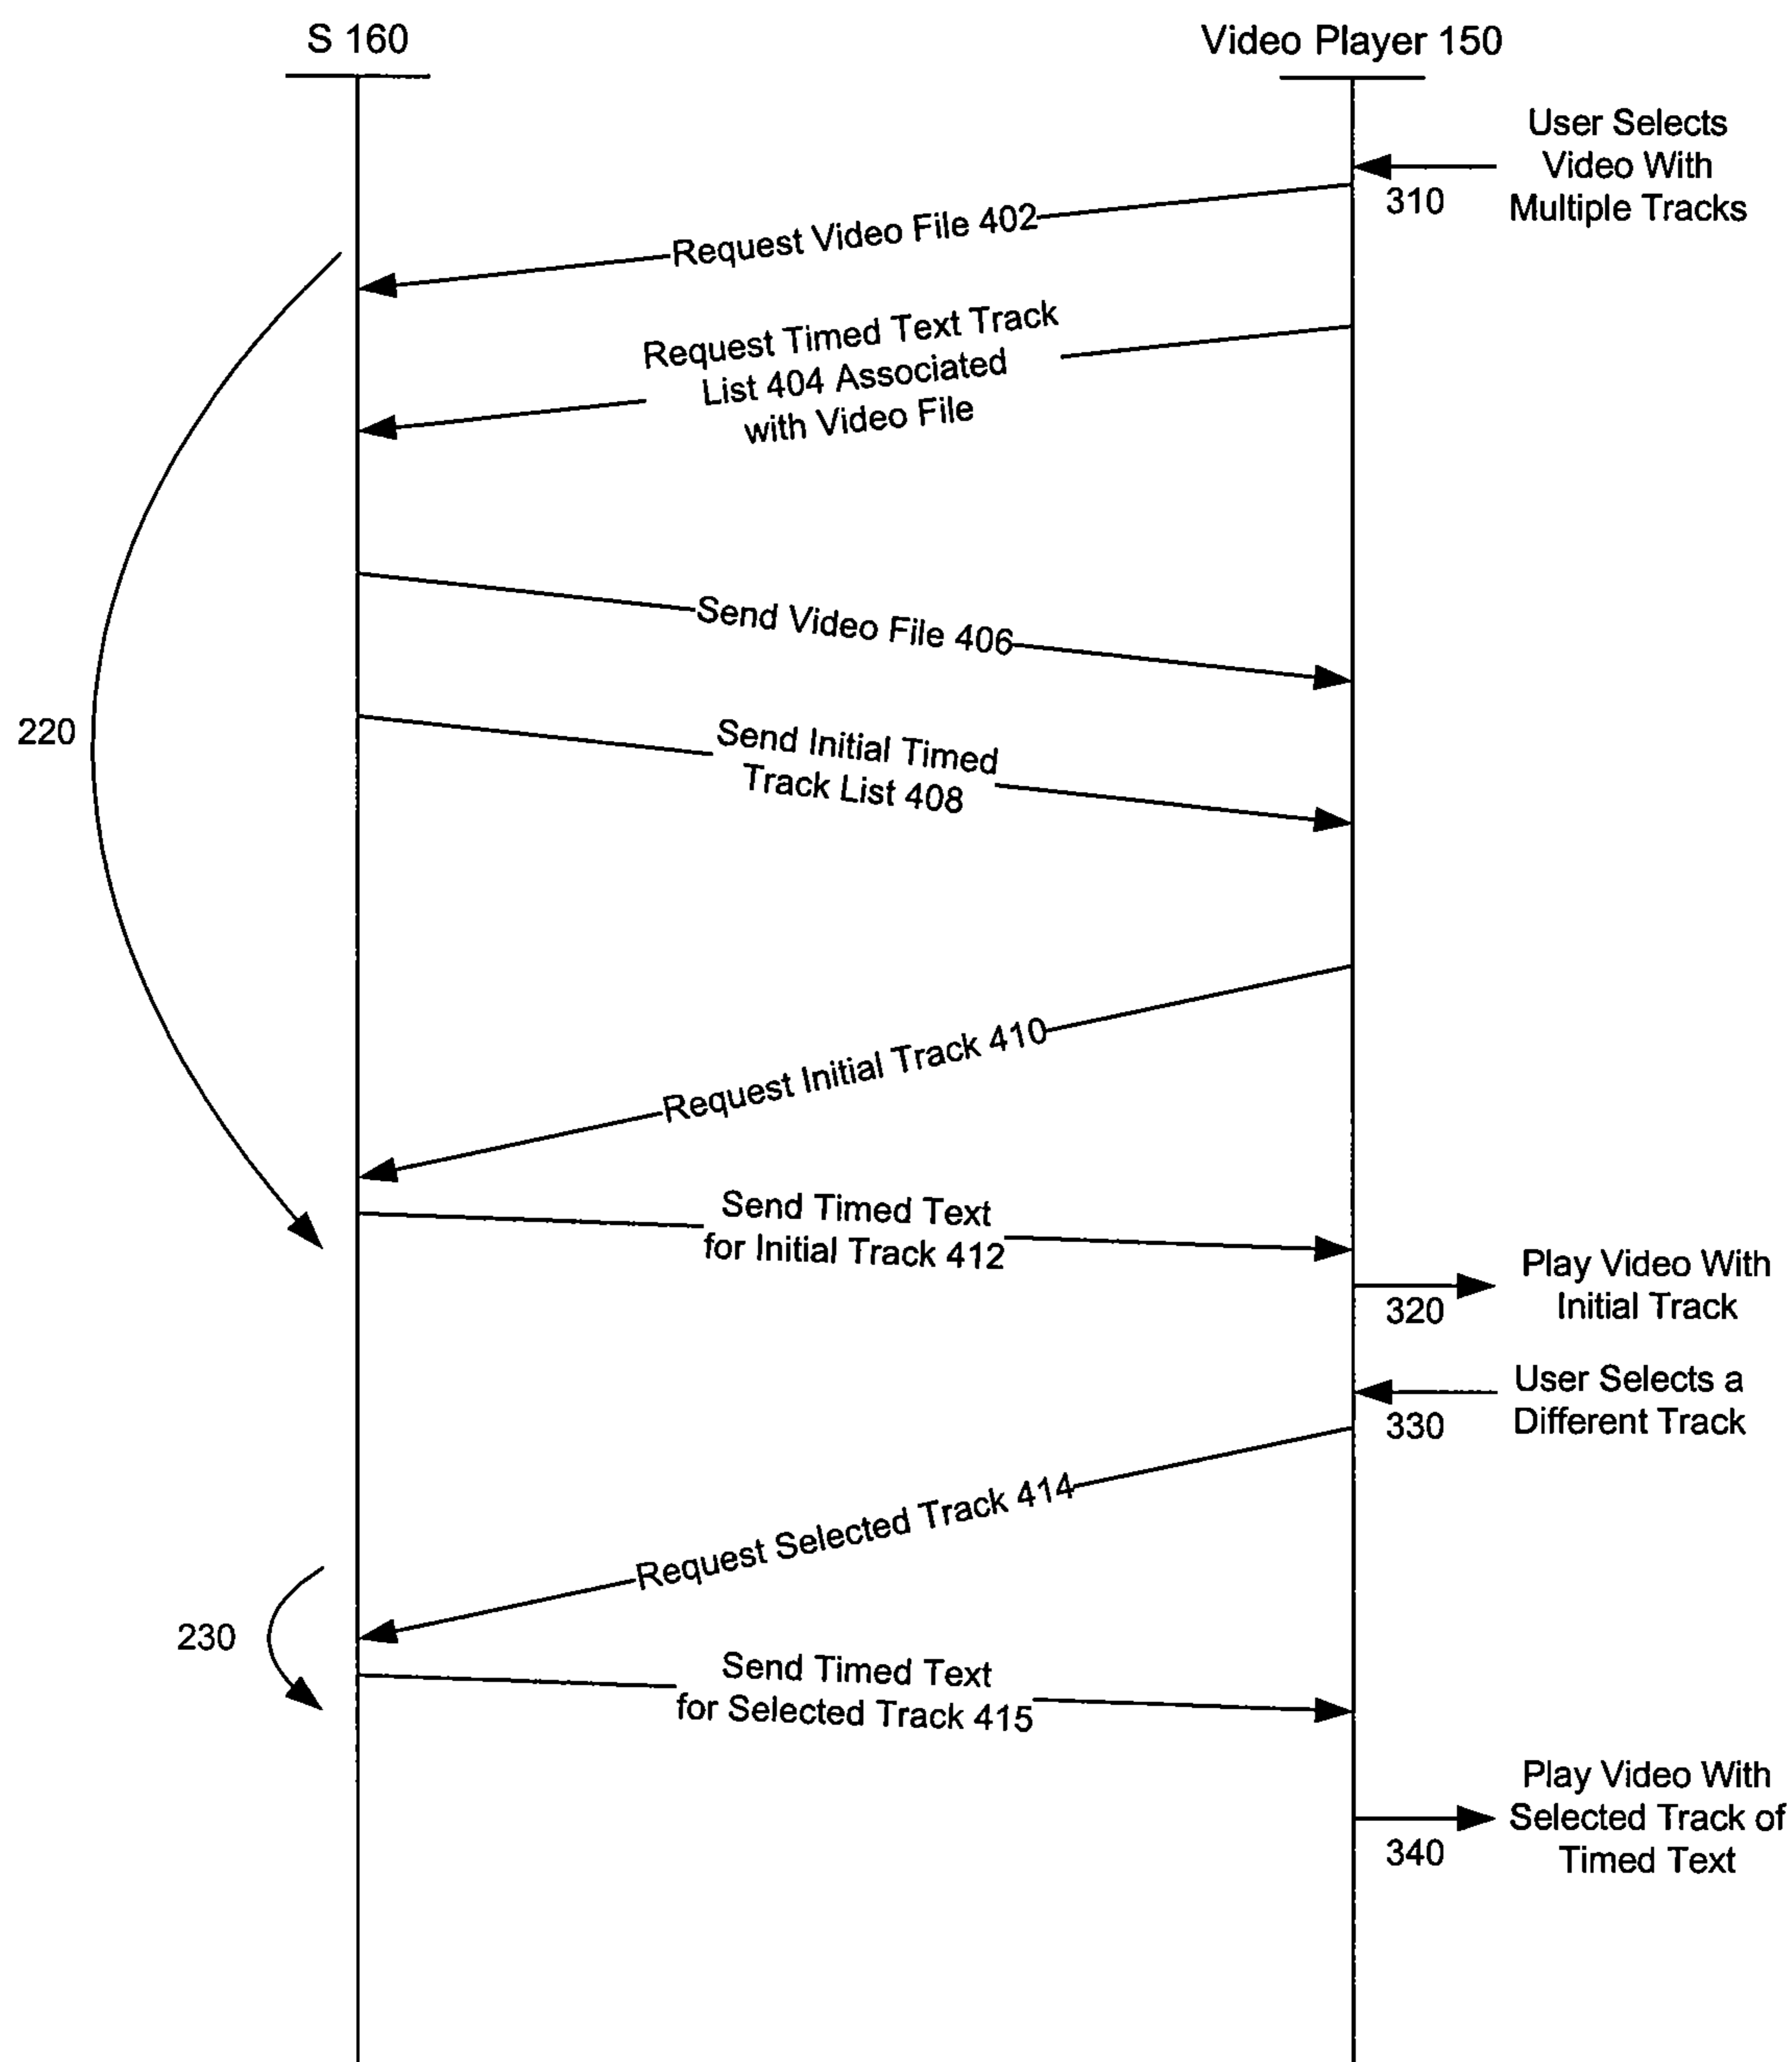 S 160
Video Player 150
User Selects
Video With
Multiple Tracks
310
Request Video File 402
Request Timed Text Track
List 404 Associated
with Video File
Send Video File 406
220
Send Initial Timed
Track List 408
Request Initial Track 410
Send Timed Text
for Initial Track 412
Play Video With
Initial Track
320
User Selects a
Different Track
330
Request Selected Track 414
230
Send Timed Text
for Selected Track 415
Play Video With
Selected Track of
Timed Text
340